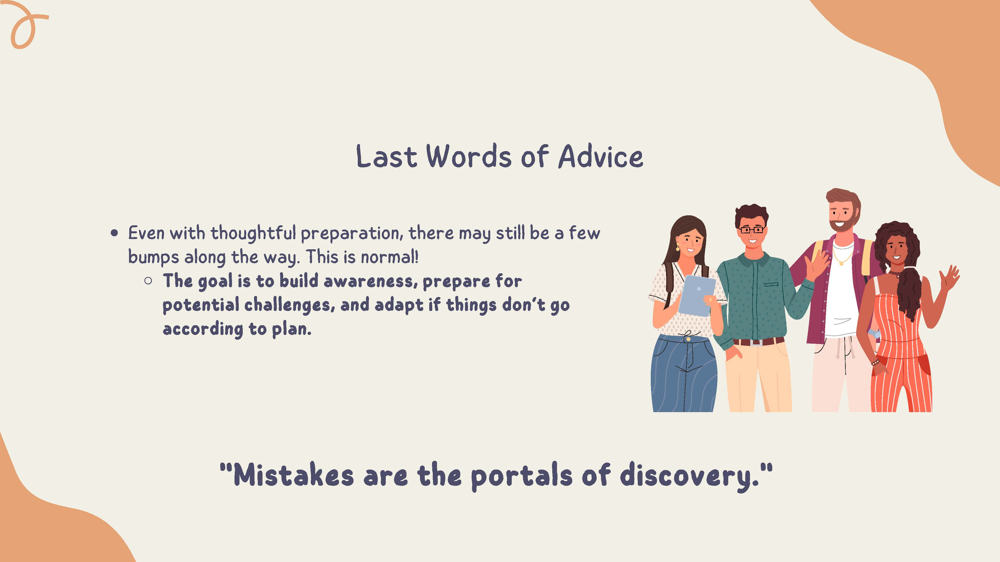 Last Words of Advice
• Even with thoughtful preparation, there may still be a few
bumps along the way. This is normal!
○ The goal is to build awareness, prepare for
potential challenges, and adapt if things don’t go
according to plan.
"Mistakes are the portals of discovery."